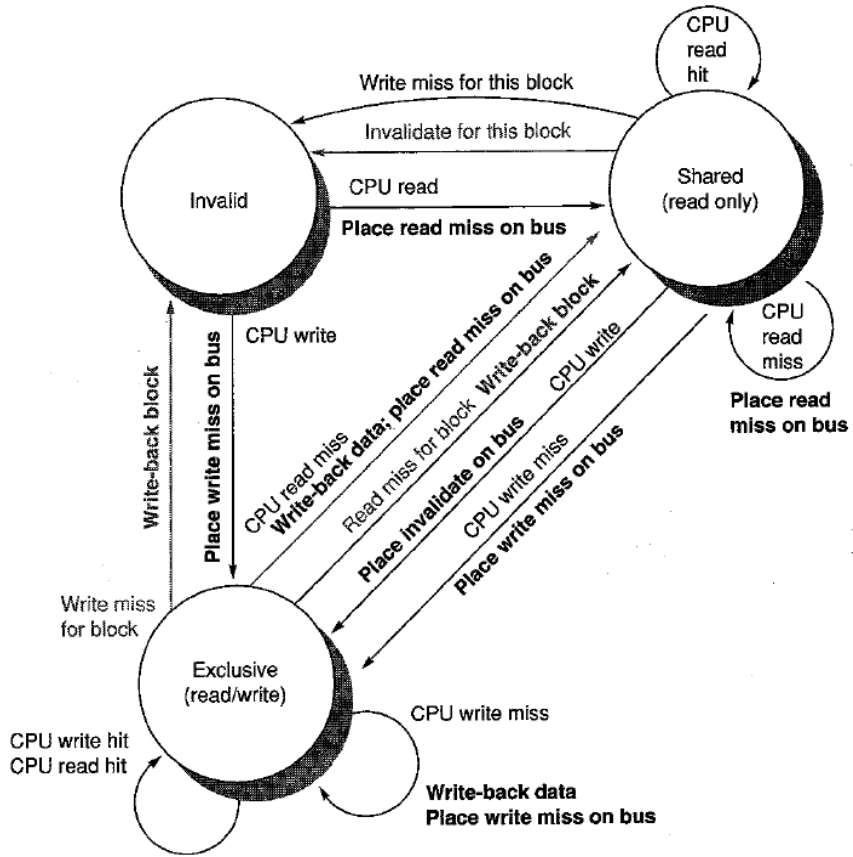 CPU
read
hit
Write miss for this block
Invalidate for this block
Invalid
CPU read
Shared
(read only)
Place read miss on bus
CPU write
Place write miss on bus
Write-back block
CPU read miss
Write-back data; place read miss on bus
Read miss for block Write-back block
CPU write
Place invalidate on bus
CPU write miss
Place write miss on bus
CPU
read
miss
Place read
miss on bus
Write miss
for block
Exclusive
(read/write)
CPU write hit
CPU read hit
CPU write miss
Write-back data
Place write miss on bus